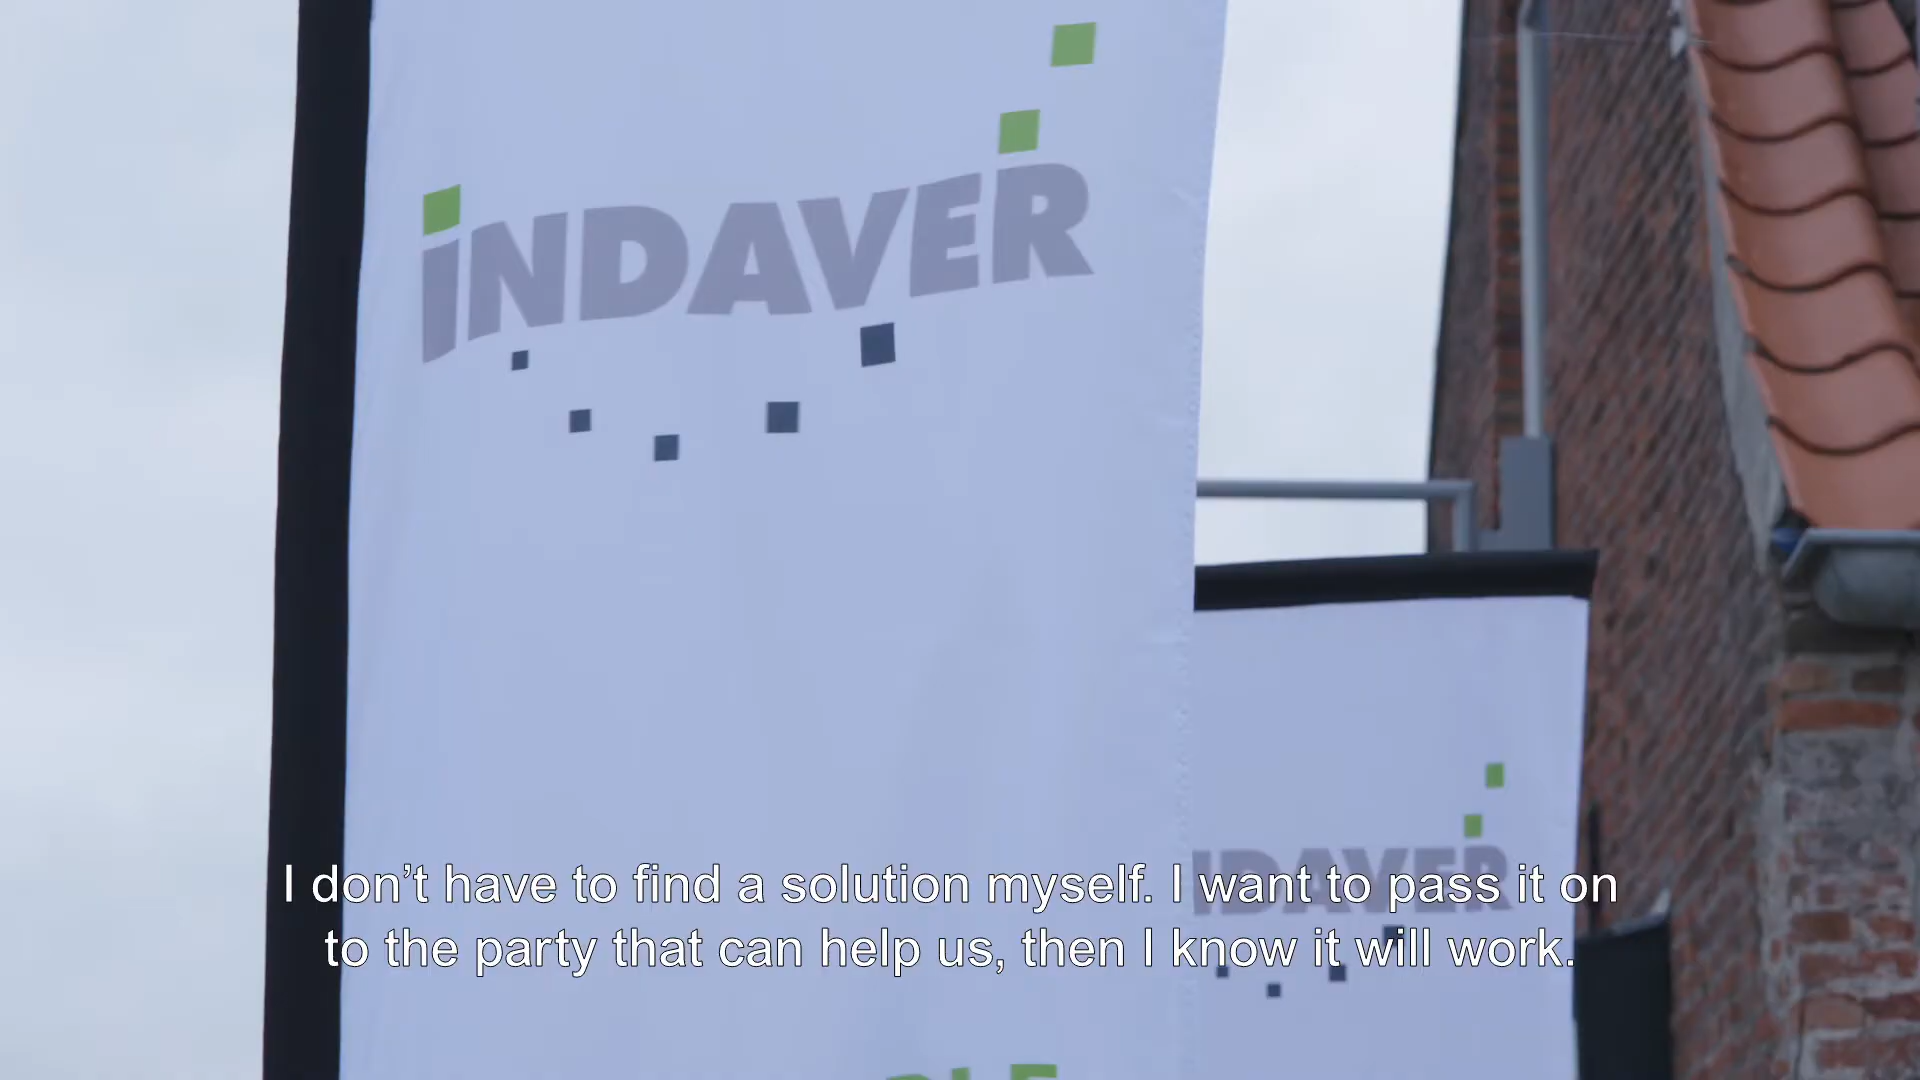 INDAVER
NDAVER
I don't have to find a solution myself. I want to pass it on
to the party that can help us, then I know it will work.